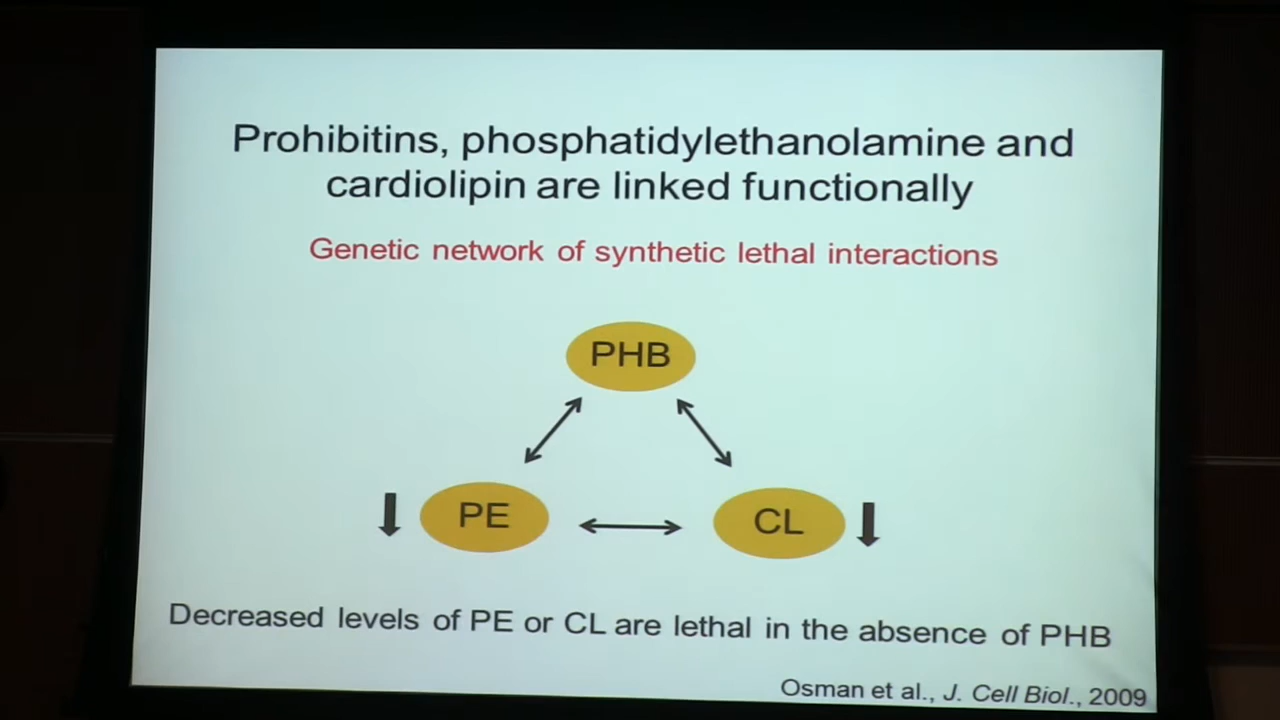 Prohibitins, phosphatidylethanolamine and
cardiolipin are linked functionally
Genetic network of synthetic lethal interactions
PHB
PE
CL
Decreased levels of PE or CL are lethal in the absence of PHB
Osman et al., J. Cell Biol., 2009